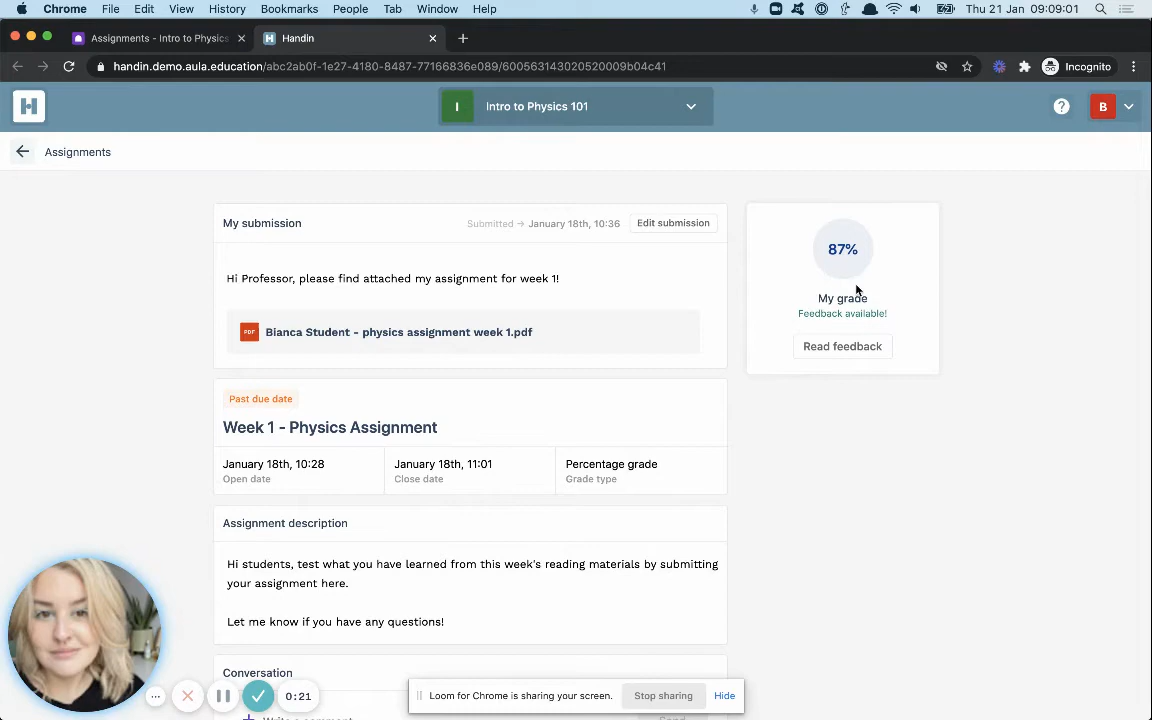 Chrome File Edit View History Bookmarks People Tab Window Help Thu 21 Jan 09:09:01
Assignments - Intro to Physics
Handin
handin.demo.aula.education/abc2ab0f-1e27-4180-8487-77166836e089/600563143020520009b04c41
Incognito
H
I Intro to Physics 101
?
B
Assignments
My submission
Submitted → January 18th, 10:36
Edit submission
Hi Professor, please find attached my assignment for week 1!
PDF Bianca Student - physics assignment week 1.pdf
87%
My grade
Feedback available!
Read feedback
Past due date
Week 1 - Physics Assignment
January 18th, 10:28
Open date
January 18th, 11:01
Close date
Percentage grade
Grade type
Assignment description
Hi students, test what you have learned from this week's reading materials by submitting
your assignment here.
Let me know if you have any questions!
Conversation
Write a comment
Send
0:21
Loom for Chrome is sharing your screen.
Stop sharing
Hide